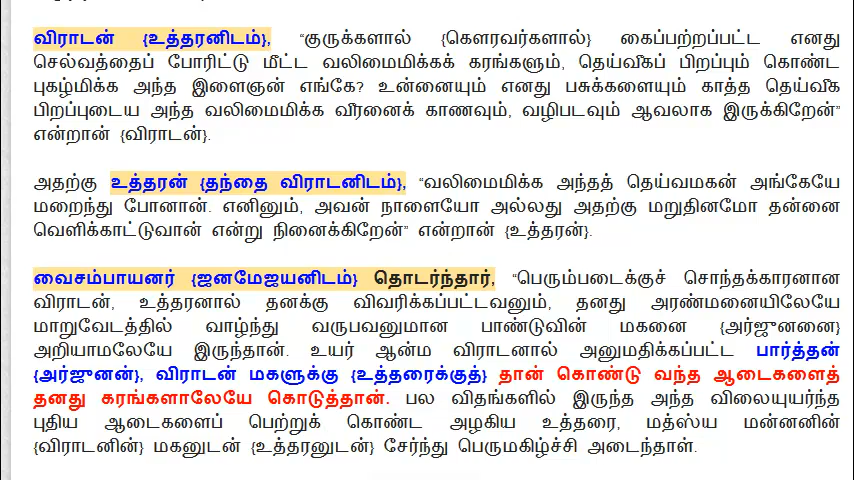 விராடன் {உத்தரனிடம்}, “குருக்களால் {கௌரவர்களால்} கைப்பற்றப்பட்ட எனது
செல்வத்தைப் போரிட்டு மீட்ட வலிமைமிக்கக் கரங்களும், தெய்வீகப் பிறப்பும் கொண்ட
புகழ்மிக்க அந்த இளைஞன் எங்கே? உன்னையும் எனது பசுக்களையும் காத்த தெய்வீக
பிறப்புடைய அந்த வலிமைமிக்க வீரனைக் காணவும், வழிபடவும் ஆவலாக இருக்கிறேன்”
என்றான் {விராடன்}.
அதற்கு உத்தரன் {தந்தை விராடனிடம்}, “வலிமைமிக்க அந்தத் தெய்வமகன் அங்கேயே
மறைந்து போனான். எனினும், அவன் நாளையோ அல்லது அதற்கு மறுதினமோ தன்னை
வெளிக்காட்டுவான் என்று நினைக்கிறேன்” என்றான் {உத்தரன்}.
வைசம்பாயனர் {ஜனமேஜயனிடம்} தொடர்ந்தார், “பெரும்படைக்குச் சொந்தக்காரனான
விராடன், உத்தரனால் தனக்கு விவரிக்கப்பட்டவனும், தனது அரண்மனையிலேயே
மாறுவேடத்தில் வாழ்ந்து வருபவனுமான பாண்டுவின் மகனை {அர்ஜுனனை}
அறியாமலேயே இருந்தான். உயர் ஆன்ம விராடனால் அனுமதிக்கப்பட்ட பார்த்தன்
{அர்ஜுனன்}, விராடன் மகளுக்கு {உத்தரைக்குத்} தான் கொண்டு வந்த ஆடைகளைத்
தனது கரங்களாலேயே கொடுத்தான். பல விதங்களில் இருந்த அந்த விலையுயர்ந்த
புதிய ஆடைகளைப் பெற்றுக் கொண்ட அழகிய உத்தரை, மத்ஸ்ய மன்னனின்
{விராடனின்} மகனுடன் {உத்தரனுடன்} சேர்ந்து பெருமகிழ்ச்சி அடைந்தாள்.